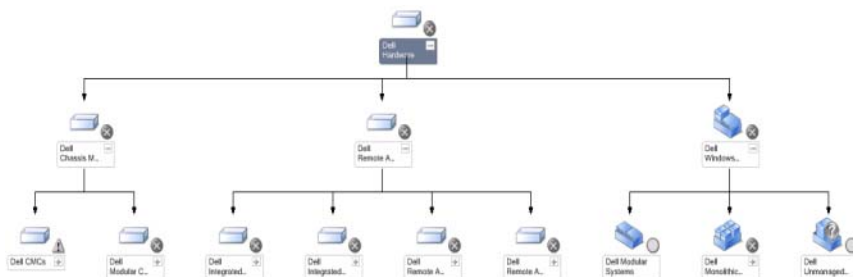 Dell
Hardware
Dell
Chassis M..
Dell
Remote A..
Dell
Windows...
Dell CMCs
Dell
Modular C..
Dell
Integrated..
Dell
Integrated..
Dell
Remote A..
Dell
Remote A..
Dell Modular
Systems
Dell
Monolithic..
Dell
Unmanaged..